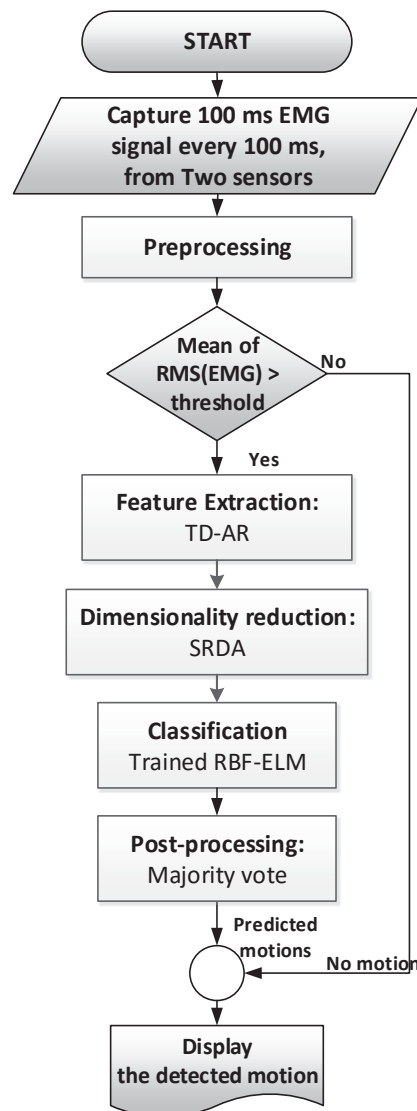 START
Capture 100 ms EMG
signal every 100 ms,
from Two sensors
Preprocessing
Mean of
RMS(EMG) >
threshold
No
Yes
Feature Extraction:
TD-AR
Dimensionality reduction:
SRDA
Classification
Trained RBF-ELM
Post-processing:
Majority vote
Predicted
motions
No motion
Display
the detected motion